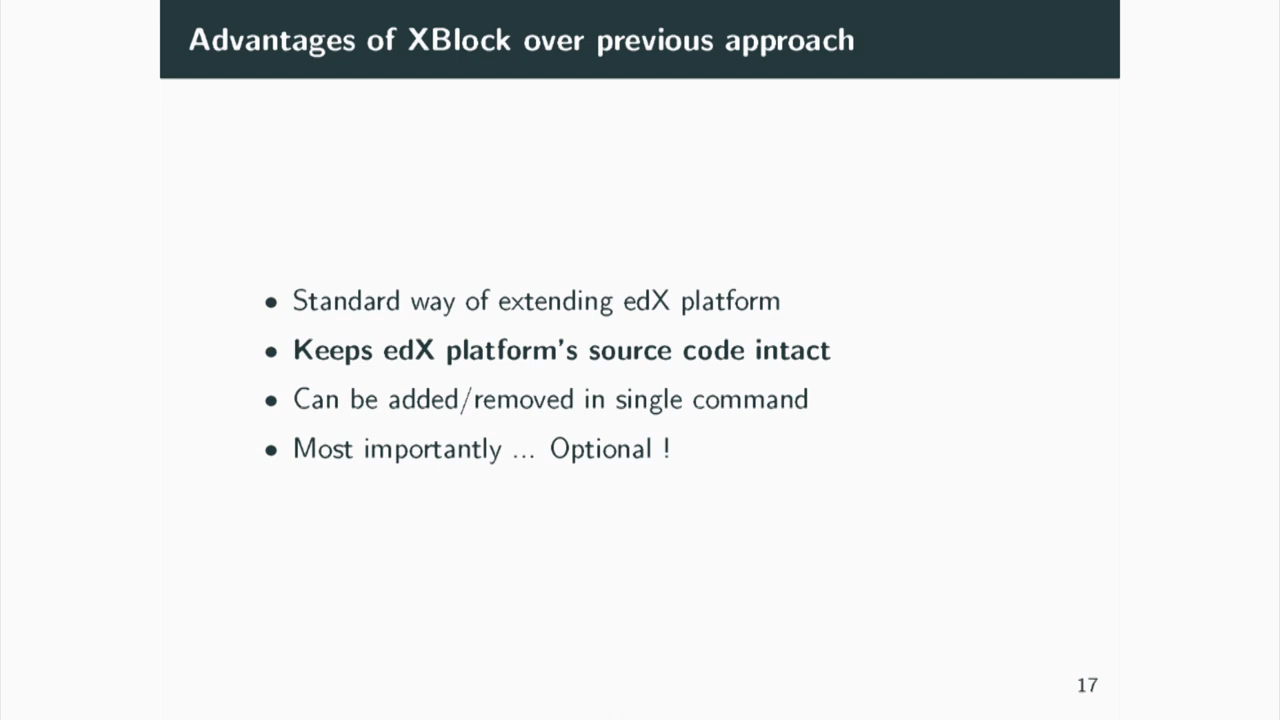 Advantages of XBlock over previous approach
• Standard way of extending edX platform
• Keeps edX platform's source code intact
• Can be added/removed in single command
• Most importantly ... Optional !
17